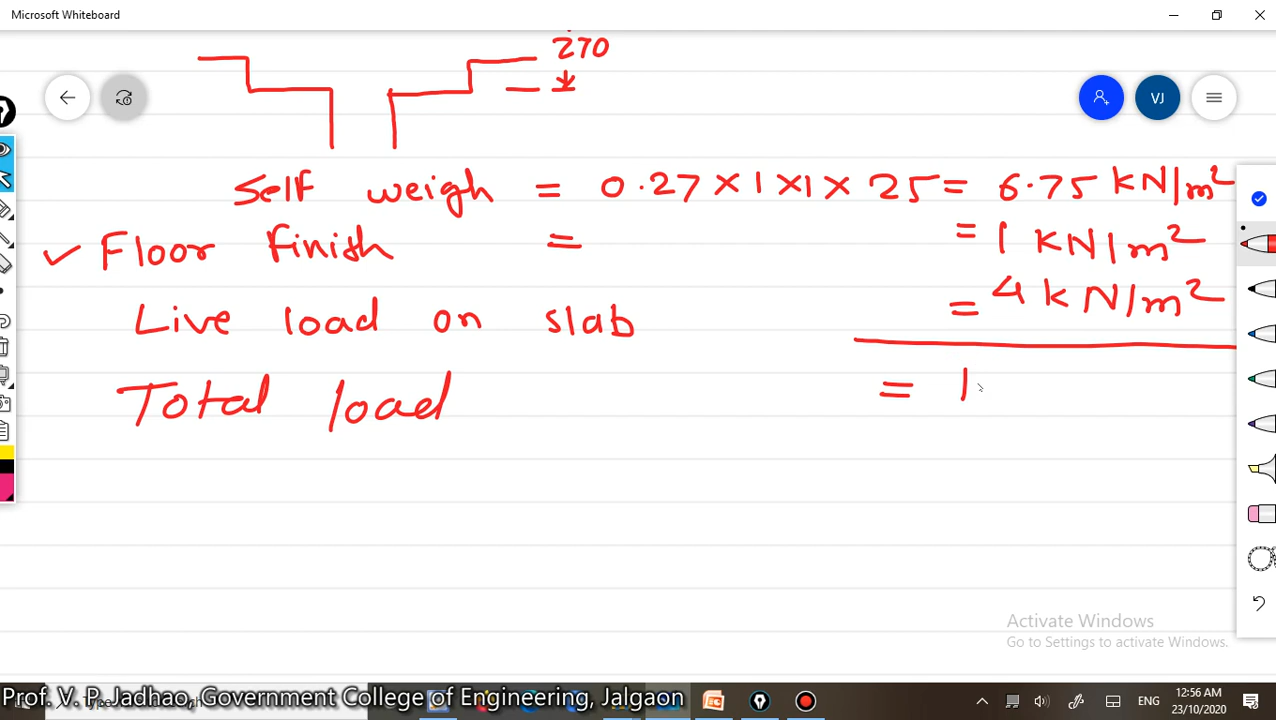 Microsoft Whiteboard
270
VJ
Self weigh = 0.27 × 1 × 1 × 25 = 6.75 KN/m²
✓ Floor finish = = 1 KN/m²
Live load on slab = 4 kN/m²
Total load = 1
Activate Windows
Go to Settings to activate Windows.
Prof. V. P. Jadhao, Government College of Engineering, Jalgaon
ENG
12:56 AM
23/10/2020